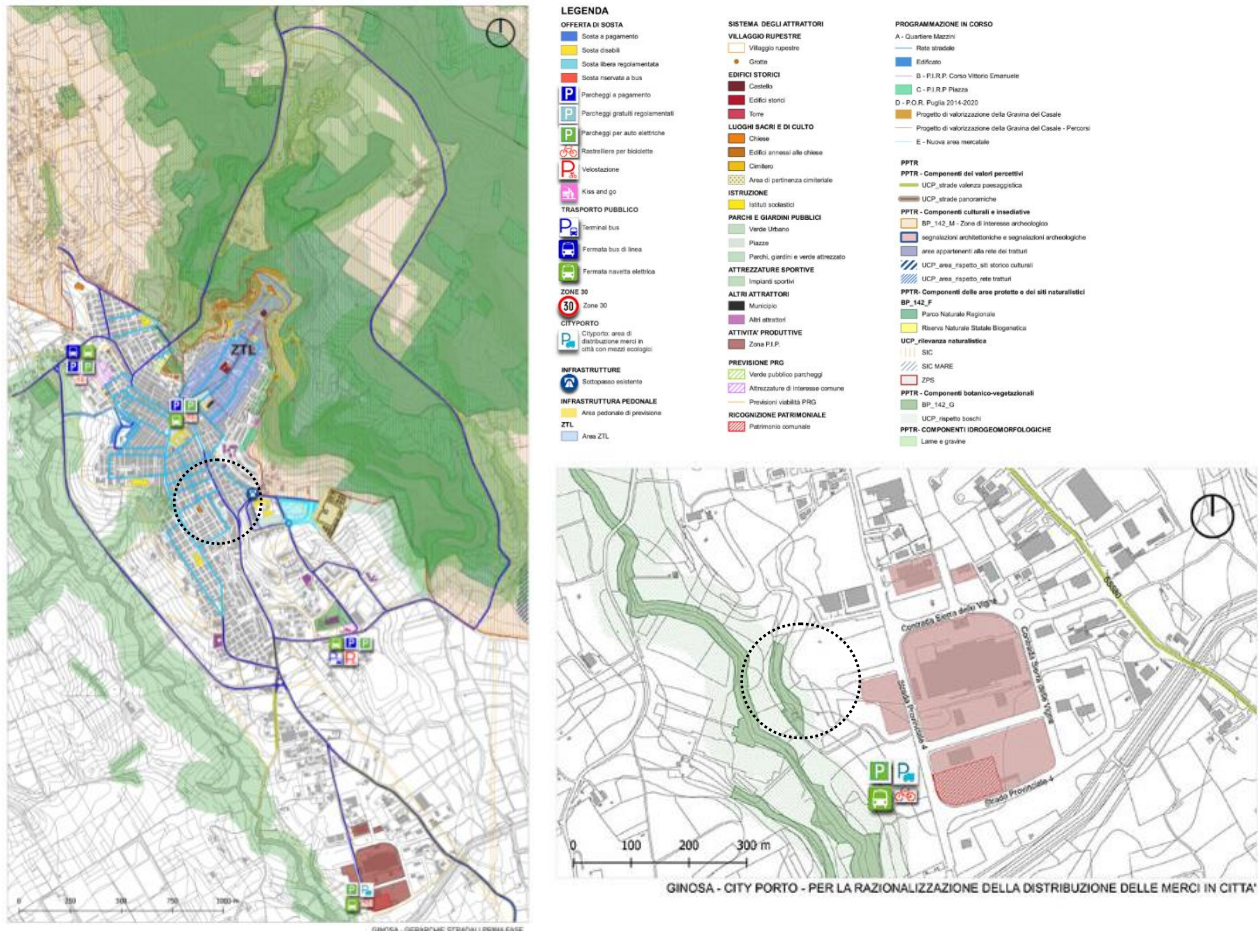 LEGENDA
OFFERTA DI SOSTA
Sosta a pagamento
Sosta disabili
Sosta libera regolamentata
Sosta riservata a bus
P Parcheggi a pagamento
P Parcheggi gratuiti regolamentati
P Parcheggi per auto elettriche
Rastrelliere per biciclette
P Velostazione
Kiss and go
TRASPORTO PUBBLICO
P Terminal bus
Fermata bus di linea
Fermata navetta elettrica
ZONE 30
30 Zone 30
CITYPORTO
Cityporto: area di
distribuzione merci in
città con mezzi ecologici
INFRASTRUTTURE
Sottopasso esistente
INFRASTRUTTURA PEDONALE
Area pedonale di previsione
ZTL
Area ZTL
SISTEMA DEGLI ATTRATTORI
VILLAGGIO RUPESTRE
Villaggio rupestre
Grotte
EDIFICI STORICI
Castello
Edifici storici
Torre
LUOGHI SACRI E DI CULTO
Chiese
Edifici annessi alle chiese
Cimitero
Area di pertinenza cimiteriale
ISTRUZIONE
Istituti scolastici
PARCHI E GIARDINI PUBBLICI
Verde Urbano
Piazze
Parchi, giardini e verde attrezzato
ATTREZZATURE SPORTIVE
Impianti sportivi
ALTRI ATTRATTORI
Municipio
Altri attrattori
ATTIVITA' PRODUTTIVE
Zona P.I.P.
PREVISIONE PRG
Verde pubblico parcheggi
Attrezzature di interesse comune
Previsioni viabilità PRG
RICOGNIZIONE PATRIMONIALE
Patrimonio comunale
PROGRAMMAZIONE IN CORSO
A - Quartiere Mazzini
Rete stradale
Edificato
B - P.I.R.P. Corso Vittorio Emanuele
C - P.I.R.P Piazza
D - P.O.R. Puglia 2014-2020
Progetto di valorizzazione della Gravina del Casale
Progetto di valorizzazione della Gravina del Casale - Percorsi
E - Nuova area mercatale
PPTR
PPTR - Componenti dei valori percettivi
UCP_strade valenza paesaggistica
UCP_strade panoramiche
PPTR - Componenti culturali e insediative
BP_142_M - Zone di interesse archeologico
segnalazioni architettoniche e segnalazioni archeologiche
aree appartenenti alla rete dei tratturi
UCP_area_rispetto_siti storico culturali
UCP_area_rispetto_rete tratturi
PPTR- Componenti delle aree protette e dei siti naturalistici
BP_142_F
Parco Naturale Regionale
Riserva Naturale Statale Biogenetica
UCP_rilevanza naturalistica
SIC
SIC MARE
ZPS
PPTR - Componenti botanico-vegetazionali
BP_142_G
UCP_rispetto boschi
PPTR- COMPONENTI IDROGEOMORFOLOGICHE
Lame e gravine
ZTL
0 250 500 750 1000 m
GINOSA - GERARCHIE STRADALI PRIMA FASE
SS580
Contrada Sierra delle Vigne
Contrada Sierra delle Vigne
Strada Provinciale 4
Strada Provinciale 4
P P
0 100 200 300 m
GINOSA - CITY PORTO - PER LA RAZIONALIZZAZIONE DELLA DISTRIBUZIONE DELLE MERCI IN CITTA'